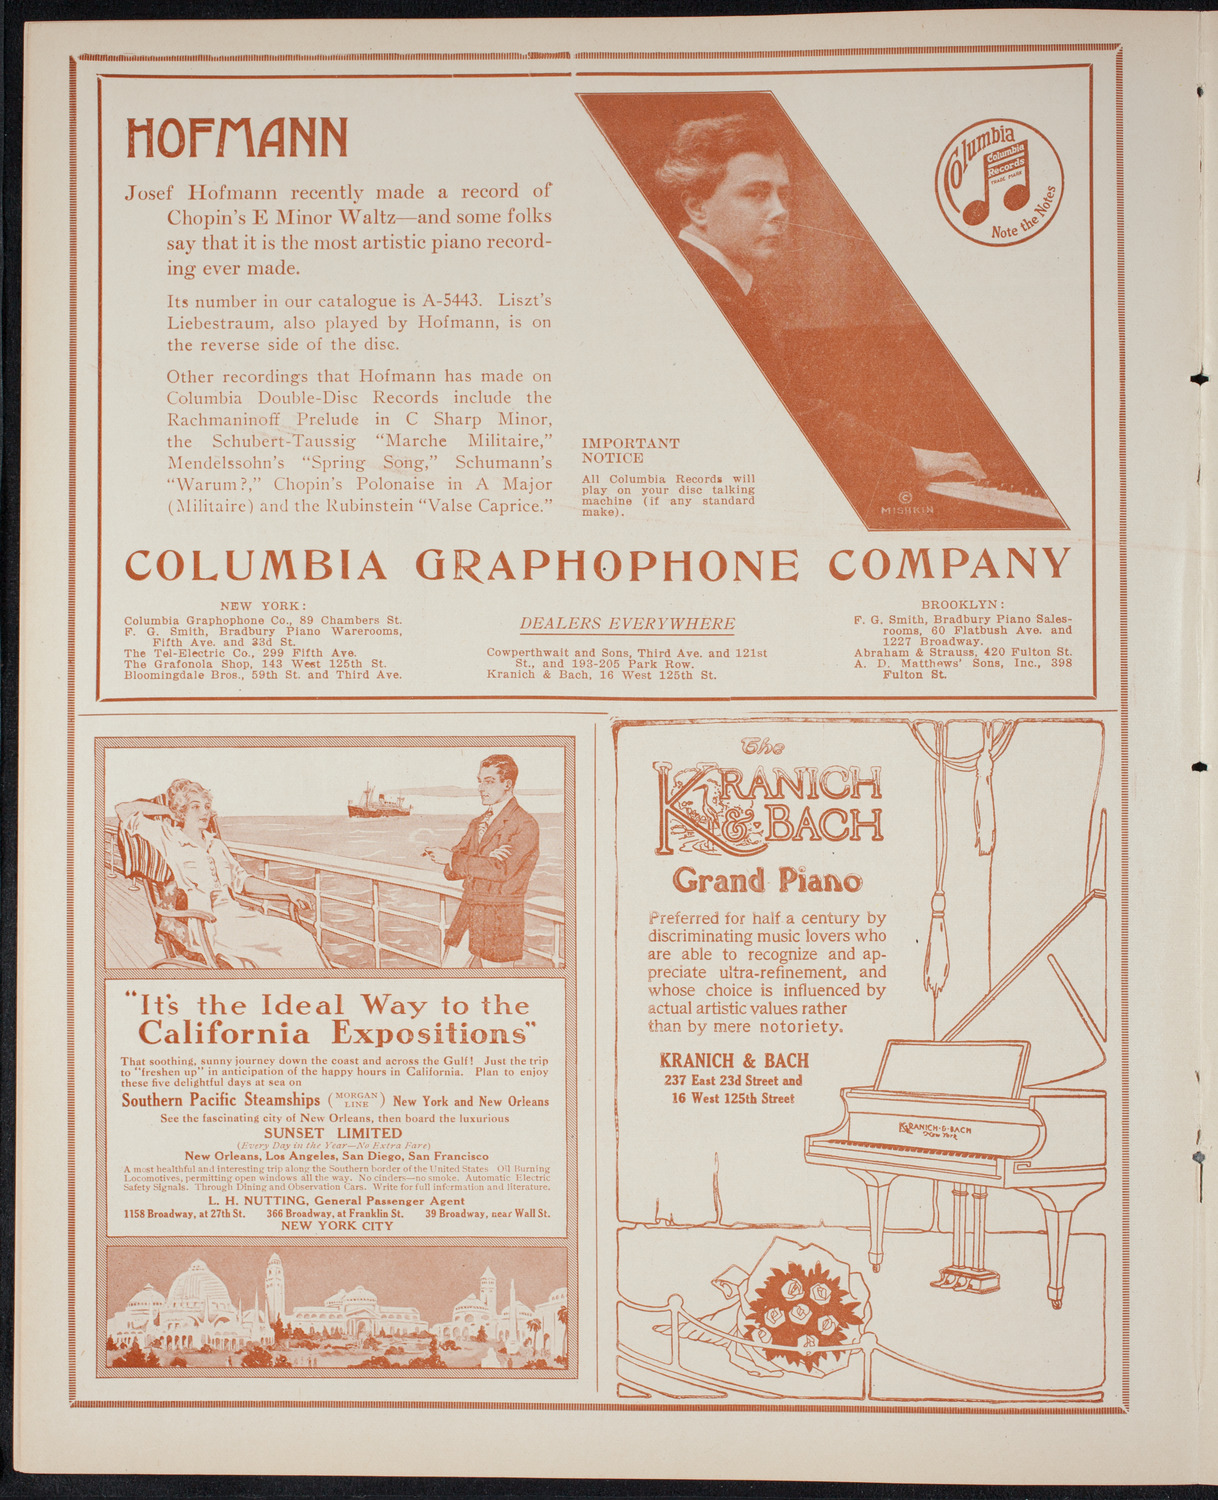 HOFMANN
Josef Hofmann recently made a record of
Chopin's E Minor Waltz—and some folks
say that it is the most artistic piano record-
ing ever made.
Its number in our catalogue is A-5443. Liszt's
Liebestraum, also played by Hofmann, is on
the reverse side of the disc.
Other recordings that Hofmann has made on
Columbia Double-Disc Records include the
Rachmaninoff Prelude in C Sharp Minor,
the Schubert-Taussig "Marche Militaire,"
Mendelssohn's "Spring Song," Schumann's
"Warum?," Chopin's Polonaise in A Major
(Militaire) and the Rubinstein "Valse Caprice."
IMPORTANT
NOTICE
All Columbia Records will
play on your disc talking
machine (if any standard
make).
©
MISHKIN
Columbia
Columbia
Records
TRADE MARK
Note the Notes
COLUMBIA GRAPHOPHONE COMPANY
NEW YORK:
Columbia Graphophone Co., 89 Chambers St.
F. G. Smith, Bradbury Piano Warerooms,
Fifth Ave. and 33d St.
The Tel-Electric Co., 299 Fifth Ave.
The Grafonola Shop, 143 West 125th St.
Bloomingdale Bros., 59th St. and Third Ave.
DEALERS EVERYWHERE
Cowperthwait and Sons, Third Ave. and 121st
St., and 193-205 Park Row.
Kranich & Bach, 16 West 125th St.
BROOKLYN:
F. G. Smith, Bradbury Piano Sales-
rooms, 60 Flatbush Ave. and
1227 Broadway.
Abraham & Strauss, 420 Fulton St.
A. D. Matthews' Sons, Inc., 398
Fulton St.
"It's the Ideal Way to the
California Expositions"
That soothing, sunny journey down the coast and across the Gulf! Just the trip
to "freshen up" in anticipation of the happy hours in California. Plan to enjoy
these five delightful days at sea on
Southern Pacific Steamships (MORGAN LINE) New York and New Orleans
See the fascinating city of New Orleans, then board the luxurious
SUNSET LIMITED
(Every Day in the Year—No Extra Fare)
New Orleans, Los Angeles, San Diego, San Francisco
A most healthful and interesting trip along the Southern border of the United States Oil Burning
Locomotives, permitting open windows all the way. No cinders—no smoke. Automatic Electric
Safety Signals. Through Dining and Observation Cars. Write for full information and literature.
L. H. NUTTING, General Passenger Agent
1158 Broadway, at 27th St. 366 Broadway, at Franklin St. 39 Broadway, near Wall St.
NEW YORK CITY
The
KRANICH
& BACH
Grand Piano
Preferred for half a century by
discriminating music lovers who
are able to recognize and ap-
preciate ultra-refinement, and
whose choice is influenced by
actual artistic values rather
than by mere notoriety.
KRANICH & BACH
237 East 23d Street and
16 West 125th Street
KRANICH-&-BACH
New York